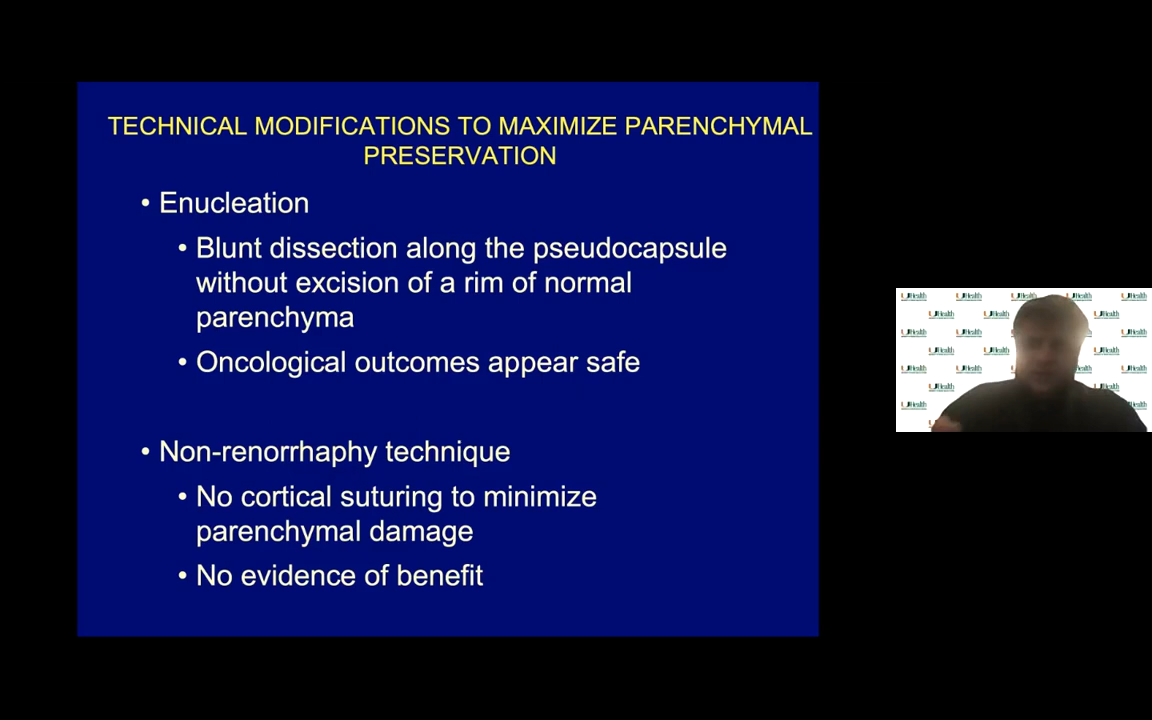 TECHNICAL MODIFICATIONS TO MAXIMIZE PARENCHYMAL
PRESERVATION
• Enucleation
• Blunt dissection along the pseudocapsule
without excision of a rim of normal
parenchyma
• Oncological outcomes appear safe
• Non-renorrhaphy technique
• No cortical suturing to minimize
parenchymal damage
• No evidence of benefit
UHealth